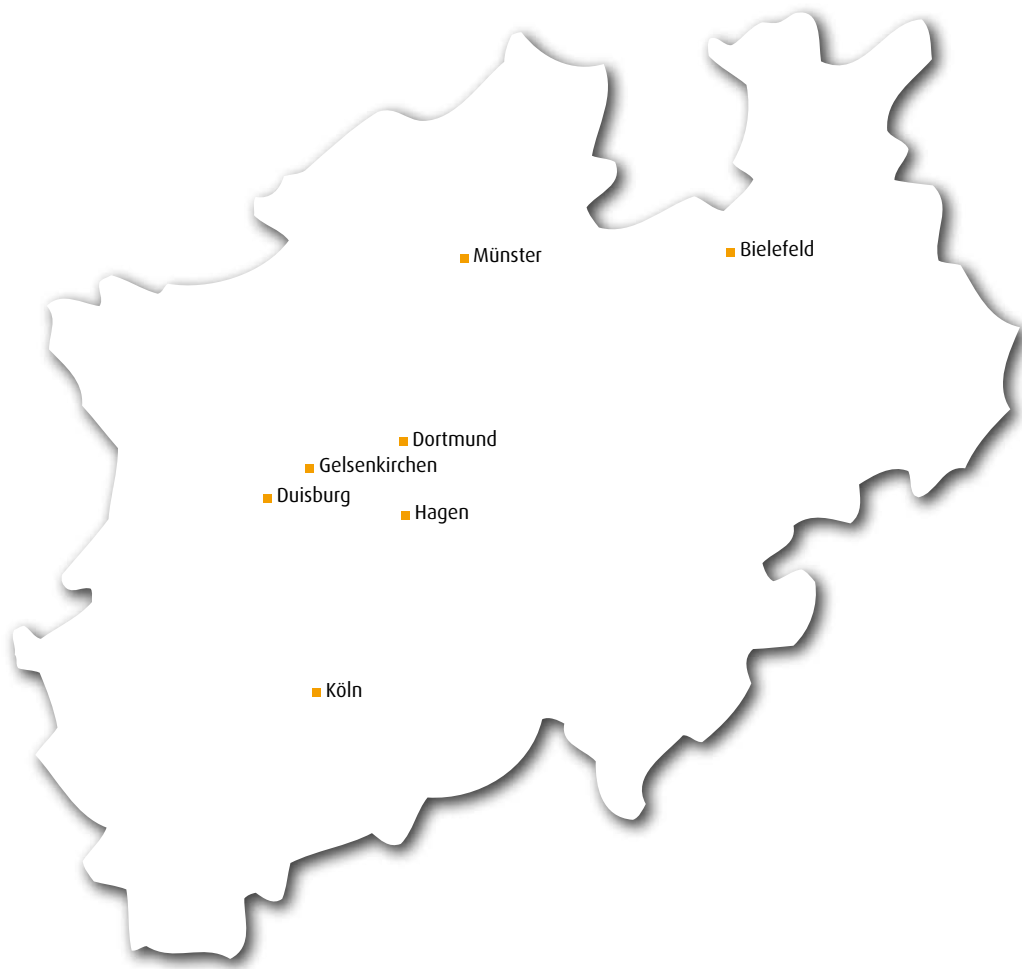 Bielefeld
Münster
Dortmund
Gelsenkirchen
Duisburg
Hagen
Köln